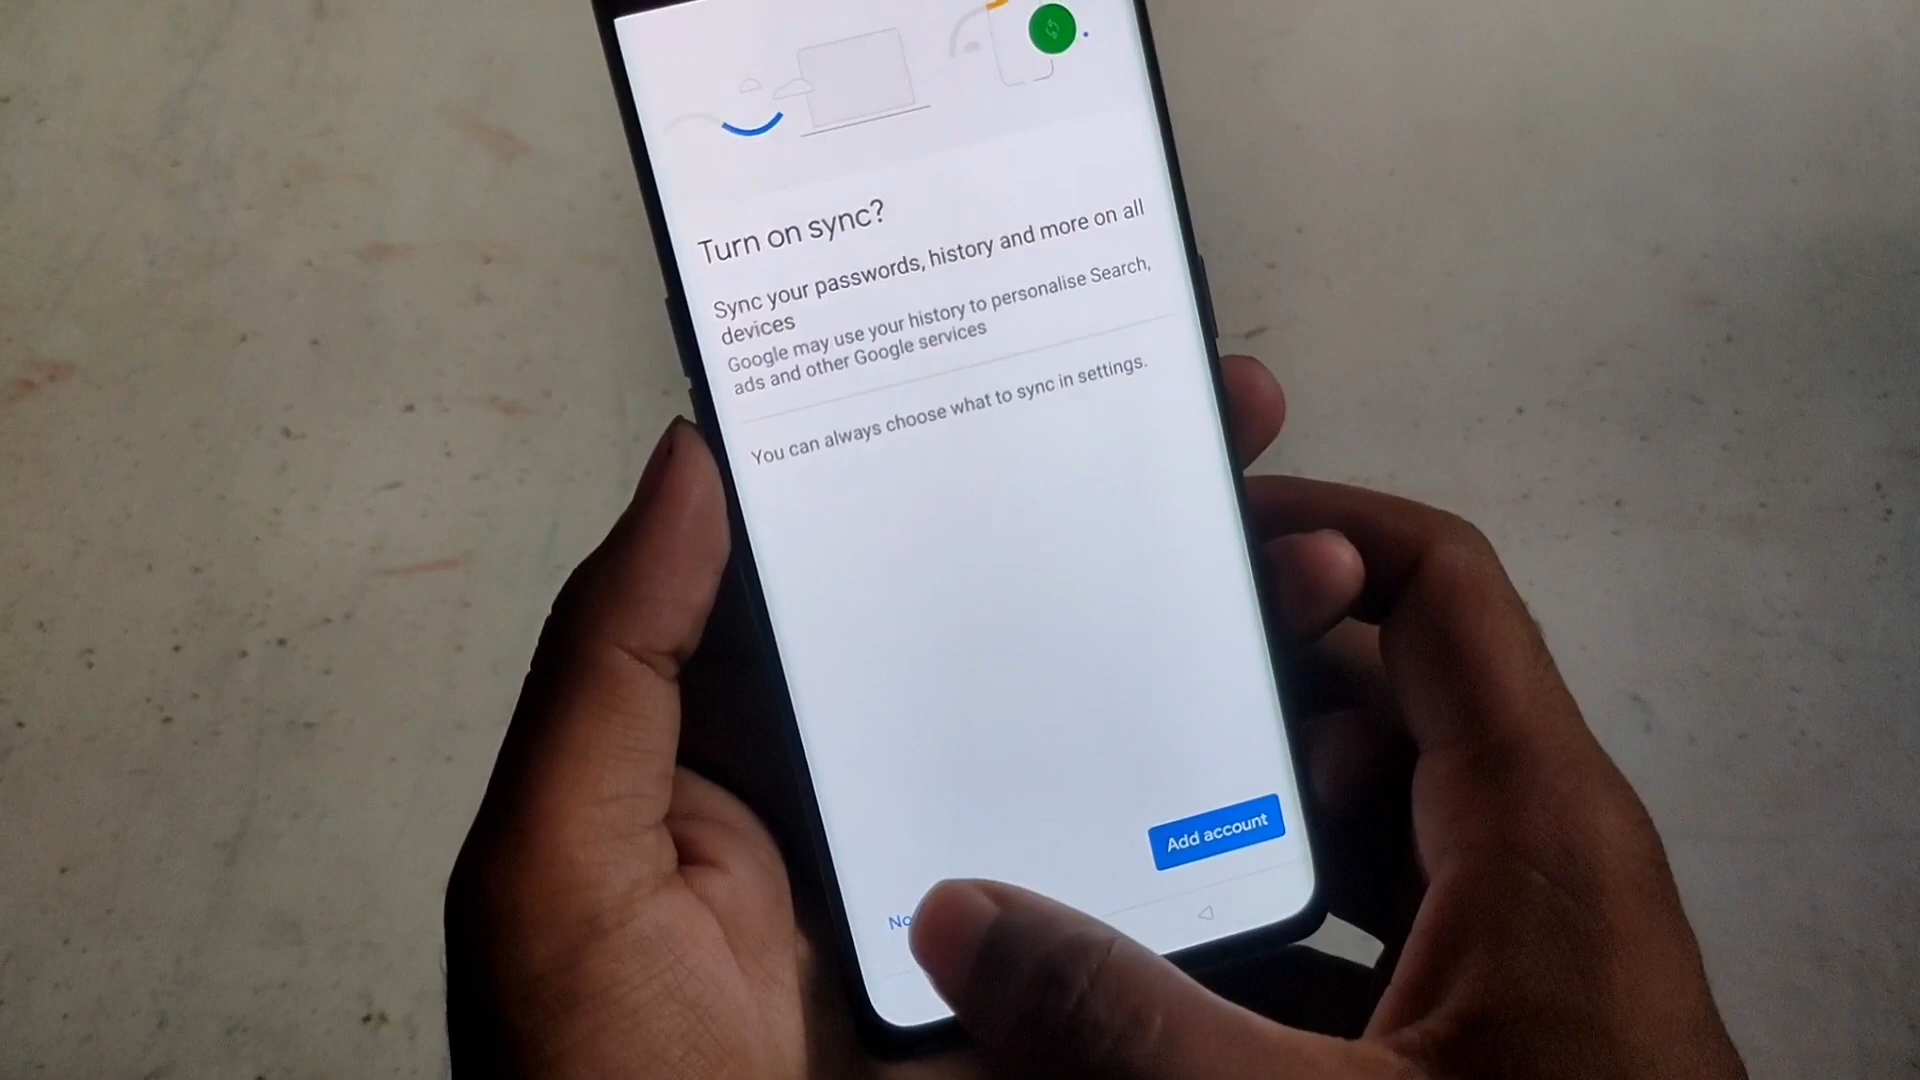 Turn on sync?
Sync your passwords, history and more on all
devices
Google may use your history to personalise Search,
ads and other Google services
You can always choose what to sync in settings.
Add account
No